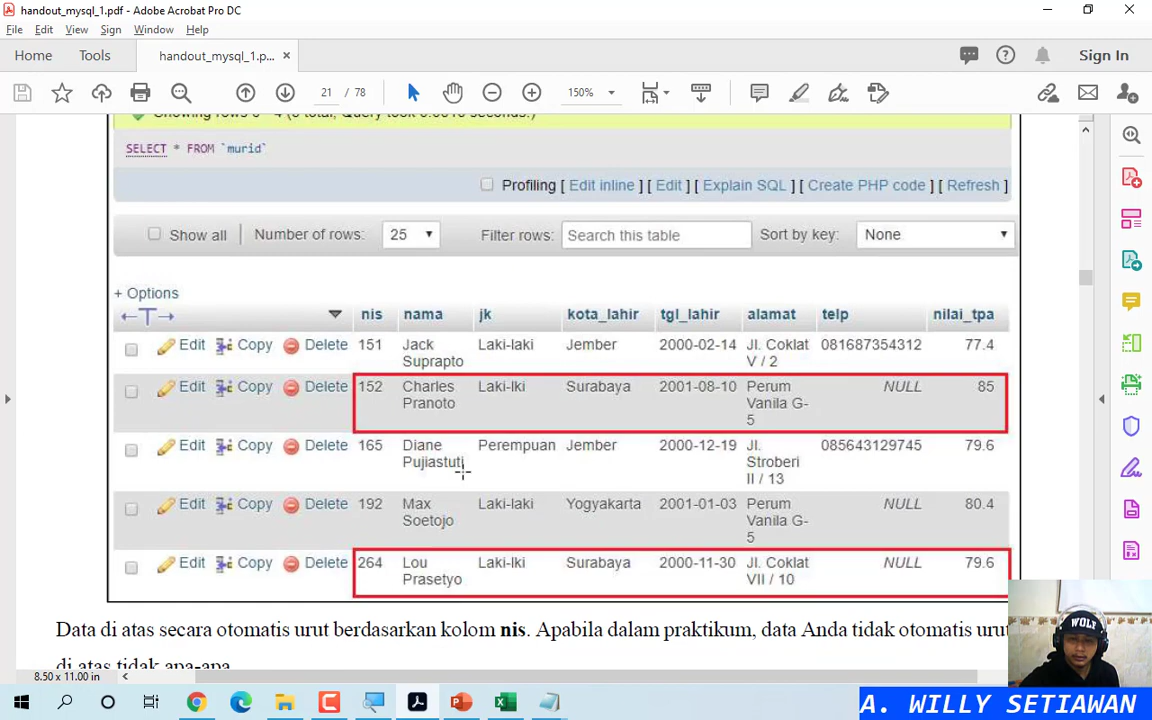 handout_mysql_1.pdf - Adobe Acrobat Pro DC
File Edit View Sign Window Help
Home Tools handout_mysql_1.p... × Sign In
21 / 78 150%
SELECT * FROM `murid`
Profiling [ Edit inline ] [ Edit ] [ Explain SQL ] [ Create PHP code ] [ Refresh ]
Show all Number of rows: 25 Filter rows: Search this table Sort by key: None
+ Options
nis nama jk kota_lahir tgl_lahir alamat telp nilai_tpa
Edit Copy Delete 151 Jack Laki-laki Jember 2000-02-14 Jl. Coklat 081687354312 77.4
Suprapto V / 2
Edit Copy Delete 152 Charles Laki-lki Surabaya 2001-08-10 Perum NULL 85
Pranoto Vanila G-
5
Edit Copy Delete 165 Diane Perempuan Jember 2000-12-19 Jl. 085643129745 79.6
Pujiastuti Stroberi
II / 13
Edit Copy Delete 192 Max Laki-laki Yogyakarta 2001-01-03 Perum NULL 80.4
Soetojo Vanila G-
5
Edit Copy Delete 264 Lou Laki-lki Surabaya 2000-11-30 Jl. Coklat NULL 79.6
Prasetyo VII / 10
Data di atas secara otomatis urut berdasarkan kolom nis. Apabila dalam praktikum, data Anda tidak otomatis urut
di atas tidak apa-apa
8.50 x 11.00 in
WOLF
A. WILLY SETIAWAN